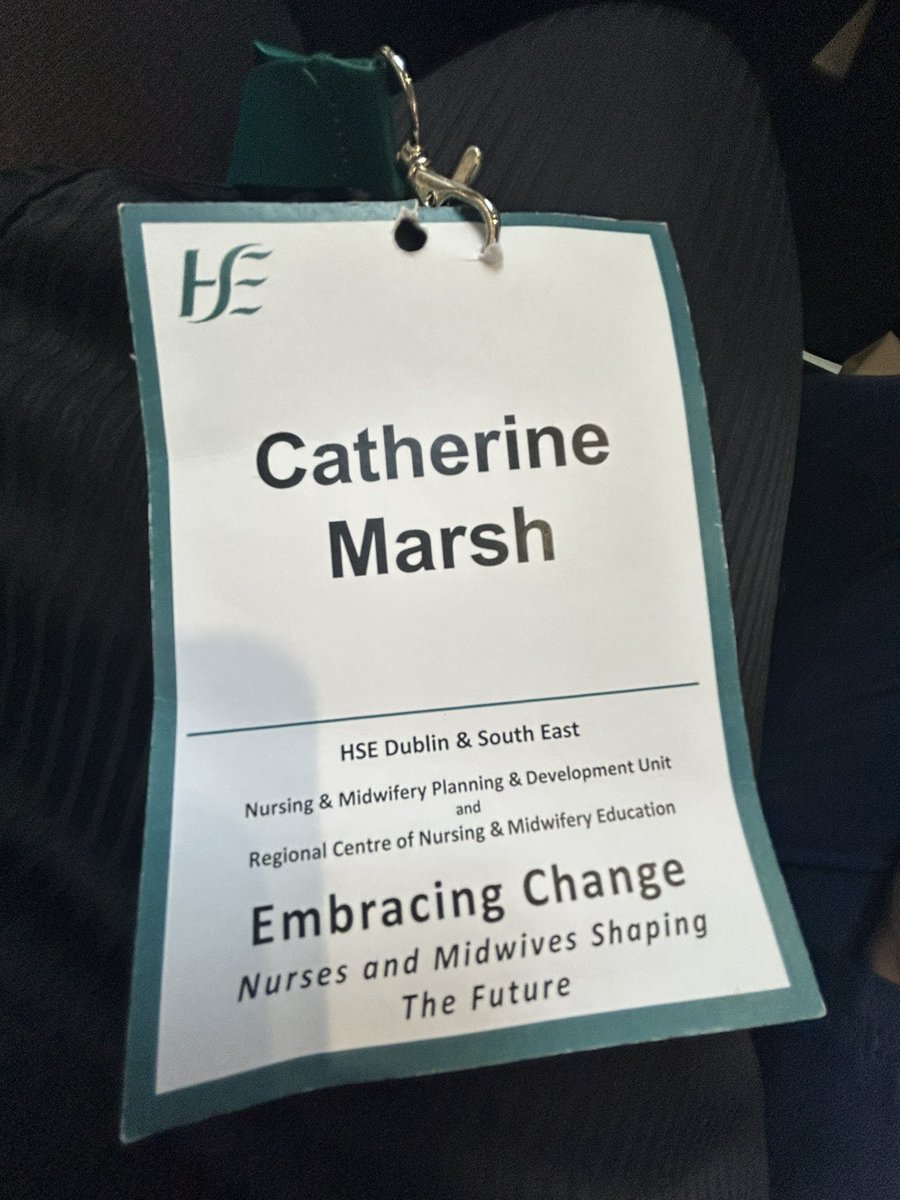 HSE
Catherine
Marsh
HSE Dublin & South East
Nursing & Midwifery Planning & Development Unit
and
Regional Centre of Nursing & Midwifery Education
Embracing Change
Nurses and Midwives Shaping
The Future